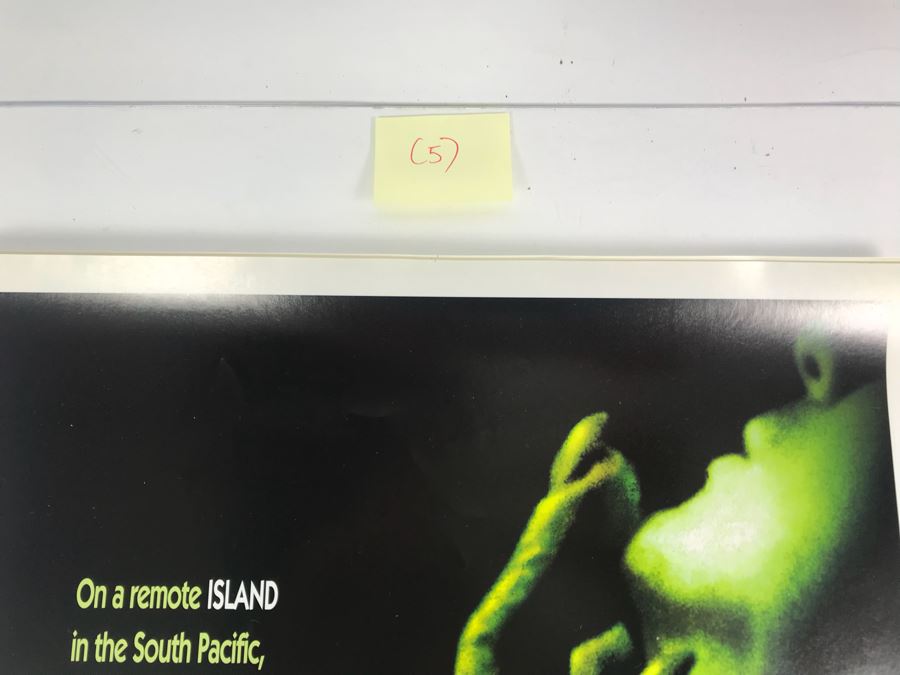 (5)
On a remote ISLAND
in the South Pacific,